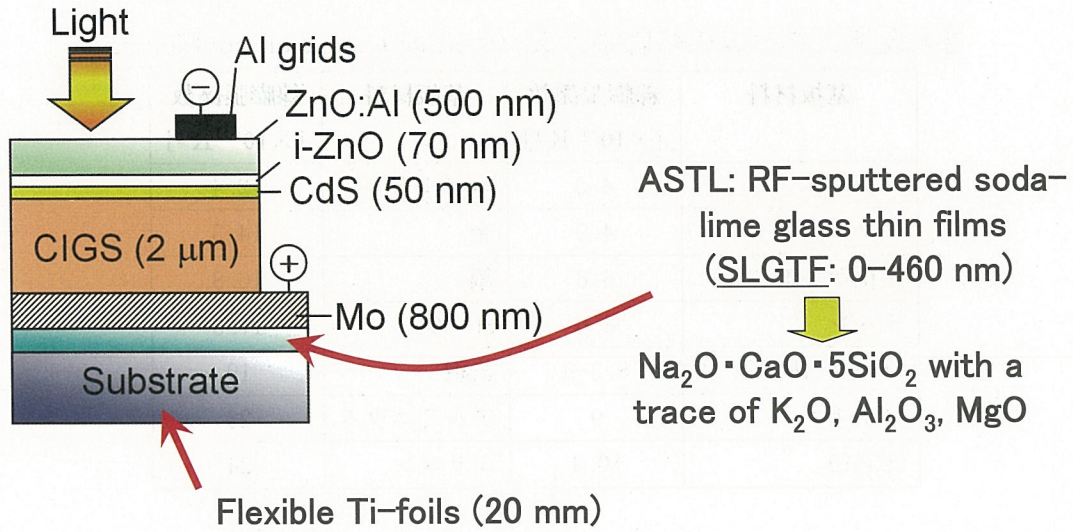 Light
Al grids
−
ZnO:Al (500 nm)
i-ZnO (70 nm)
CdS (50 nm)
CIGS (2 μm)
+
Mo (800 nm)
Substrate
ASTL: RF-sputtered soda-
lime glass thin films
(SLGTF: 0-460 nm)
Na₂O·CaO·5SiO₂ with a
trace of K₂O, Al₂O₃, MgO
Flexible Ti-foils (20 mm)